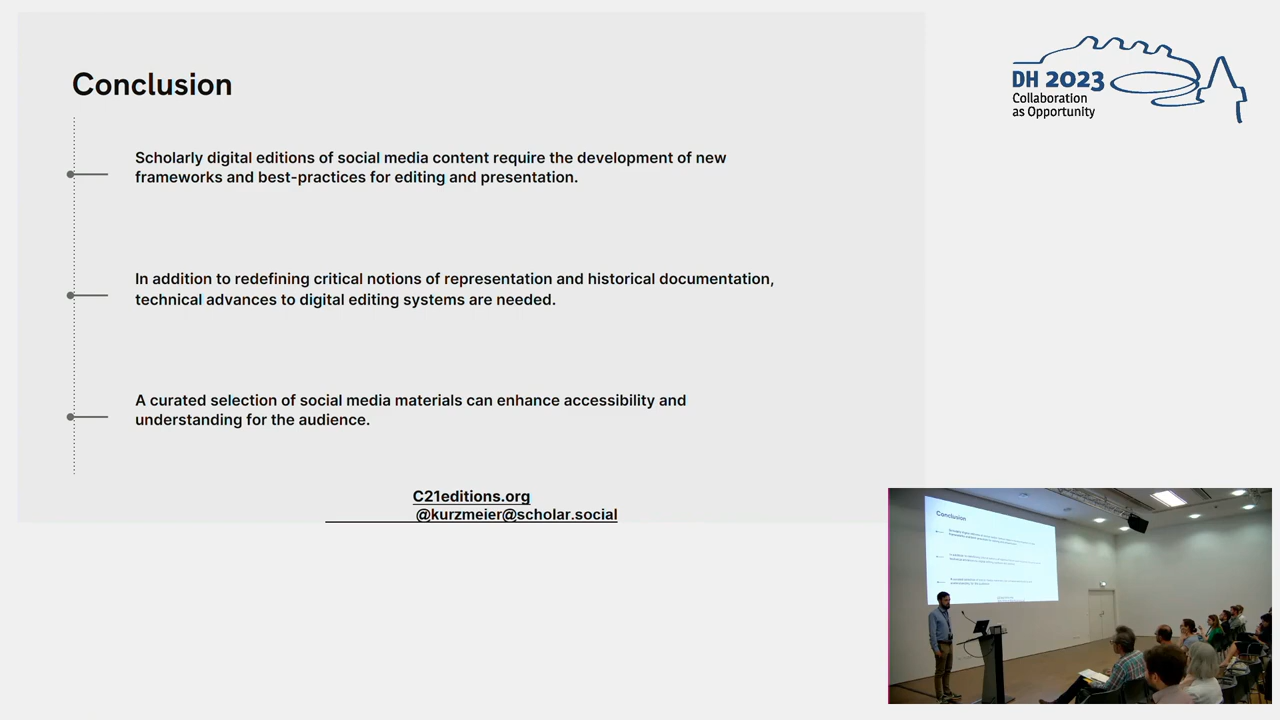 Conclusion
Scholarly digital editions of social media content require the development of new
frameworks and best-practices for editing and presentation.
In addition to redefining critical notions of representation and historical documentation,
technical advances to digital editing systems are needed.
A curated selection of social media materials can enhance accessibility and
understanding for the audience.
C21editions.org
@kurzmeier@scholar.social
DH 2023
Collaboration
as Opportunity
Conclusion